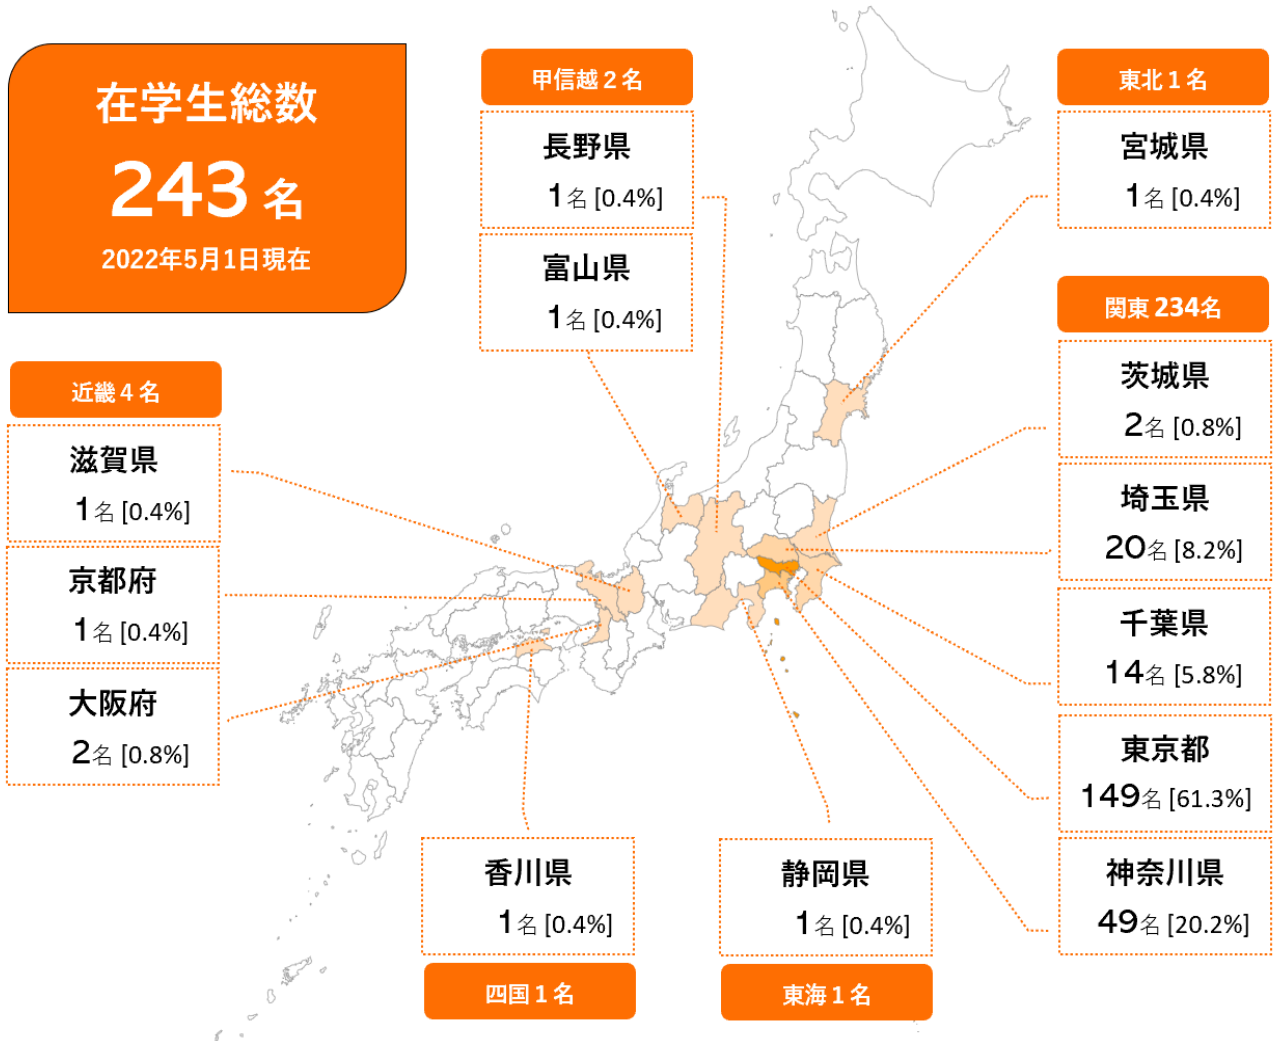 在学生総数
243 名
2022年5月1日現在
甲信越 2 名
長野県
1名 [0.4%]
富山県
1名 [0.4%]
東北 1 名
宮城県
1名 [0.4%]
関東 234名
茨城県
2名 [0.8%]
埼玉県
20名 [8.2%]
千葉県
14名 [5.8%]
東京都
149名 [61.3%]
神奈川県
49名 [20.2%]
近畿 4 名
滋賀県
1名 [0.4%]
京都府
1名 [0.4%]
大阪府
2名 [0.8%]
香川県
1名 [0.4%]
四国 1 名
静岡県
1名 [0.4%]
東海 1 名